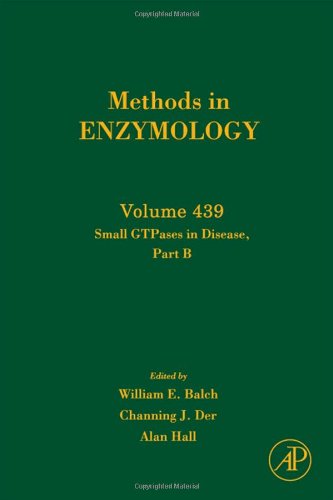 Methods in
ENZYMOLOGY
Volume 439
Small GTPases in Disease,
Part B
Edited by
William E. Balch
Channing J. Der
Alan Hall
AP